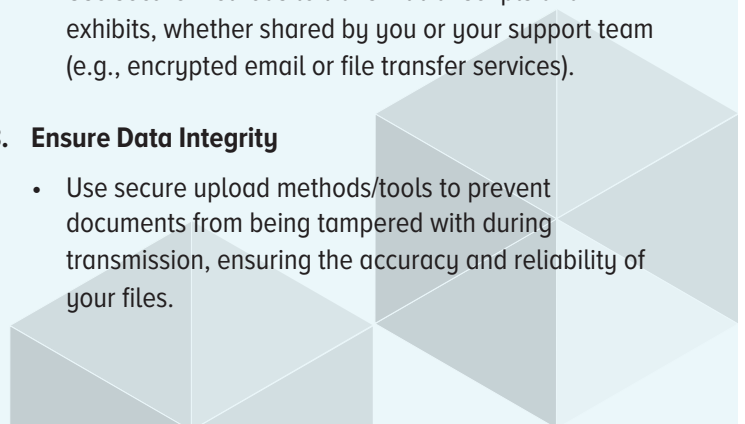 exhibits, whether shared by you or your support team
(e.g., encrypted email or file transfer services).
Ensure Data Integrity
• Use secure upload methods/tools to prevent
documents from being tampered with during
transmission, ensuring the accuracy and reliability of
your files.